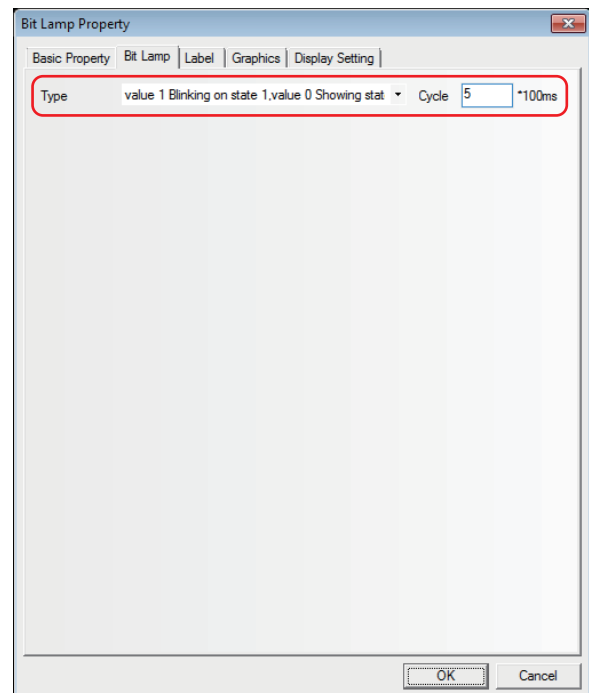 Bit Lamp Property
Basic Property Bit Lamp Label Graphics Display Setting
Type value 1 Blinking on state 1,value 0 Showing stat Cycle 5 *100ms
OK Cancel